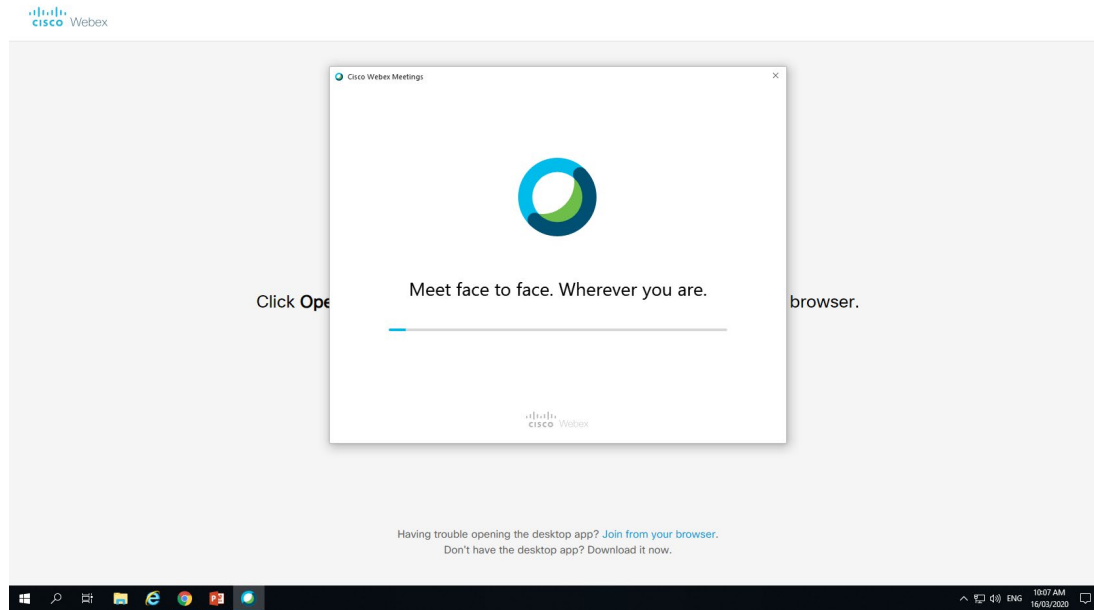 CISCO Webex
Cisco Webex Meetings
Meet face to face. Wherever you are.
Click Ope
browser.
CISCO Webex
Having trouble opening the desktop app? Join from your browser.
Don't have the desktop app? Download it now.
ENG
10:07 AM
16/03/2020